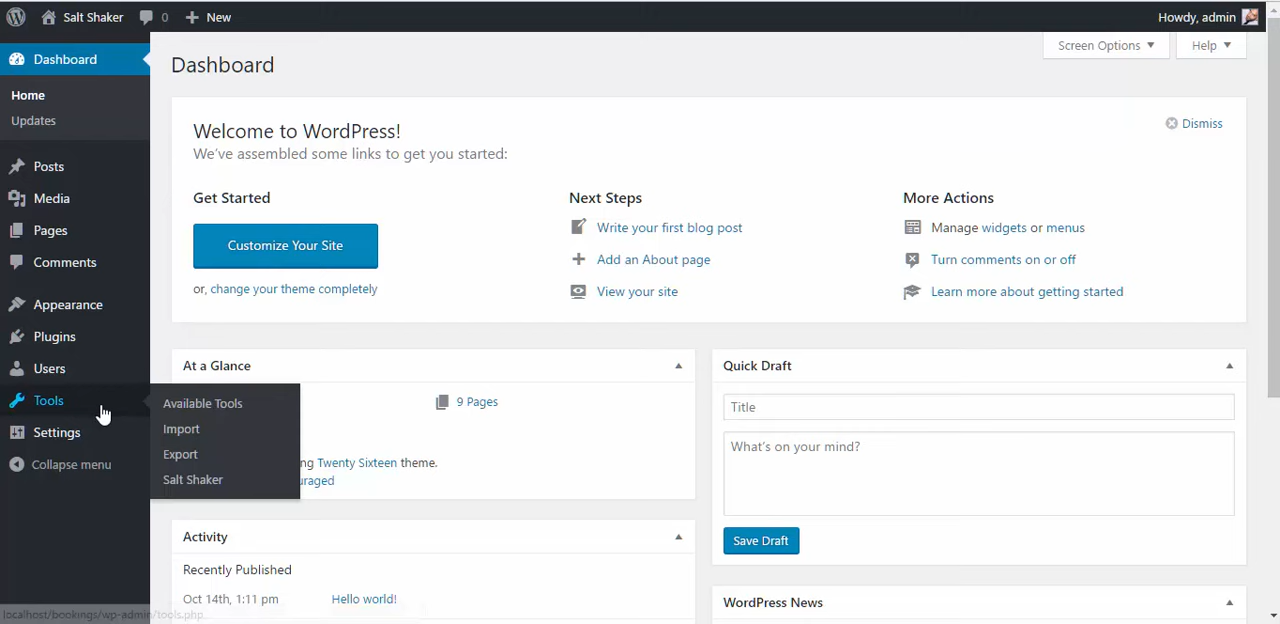 Salt Shaker 0 New Howdy, admin
Dashboard
Home
Updates
Posts
Media
Pages
Comments
Appearance
Plugins
Users
Tools
Settings
Collapse menu
Available Tools
Import
Export
Salt Shaker
Screen Options Help
Dashboard
Welcome to WordPress!
We've assembled some links to get you started:
Dismiss
Get Started
Customize Your Site
or, change your theme completely
Next Steps
Write your first blog post
Add an About page
View your site
More Actions
Manage widgets or menus
Turn comments on or off
Learn more about getting started
At a Glance
9 Pages
Twenty Sixteen theme.
Activity
Recently Published
Oct 14th, 1:11 pm Hello world!
Quick Draft
Title
What's on your mind?
Save Draft
WordPress News
localhost/bookings/wp-admin/tools.php